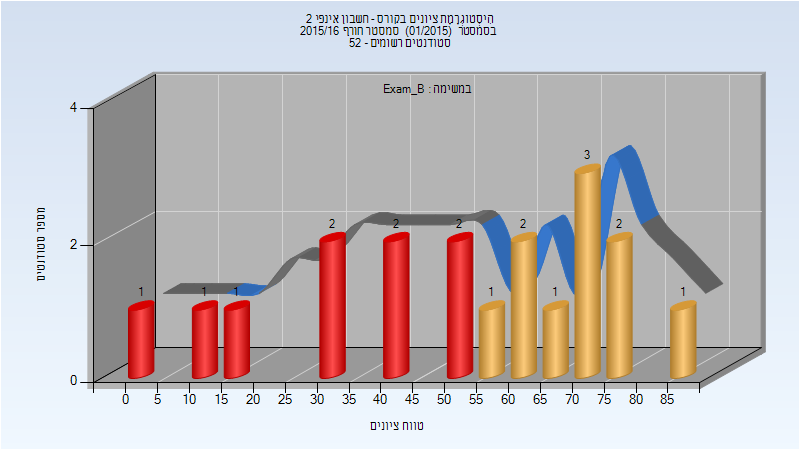 היסטוגרמת ציונים בקורס - חשבון אינפי 2
בסמסטר (01/2015) סמסטר חורף 2015/16
סטודנטים רשומים - 52
במשימה : Exam_B
מספר סטודנטים
4
2
0
1 1 1 2 2 2 1 2 1 3 2 1
0 5 10 15 20 25 30 35 40 45 50 55 60 65 70 75 80 85
טווח ציונים